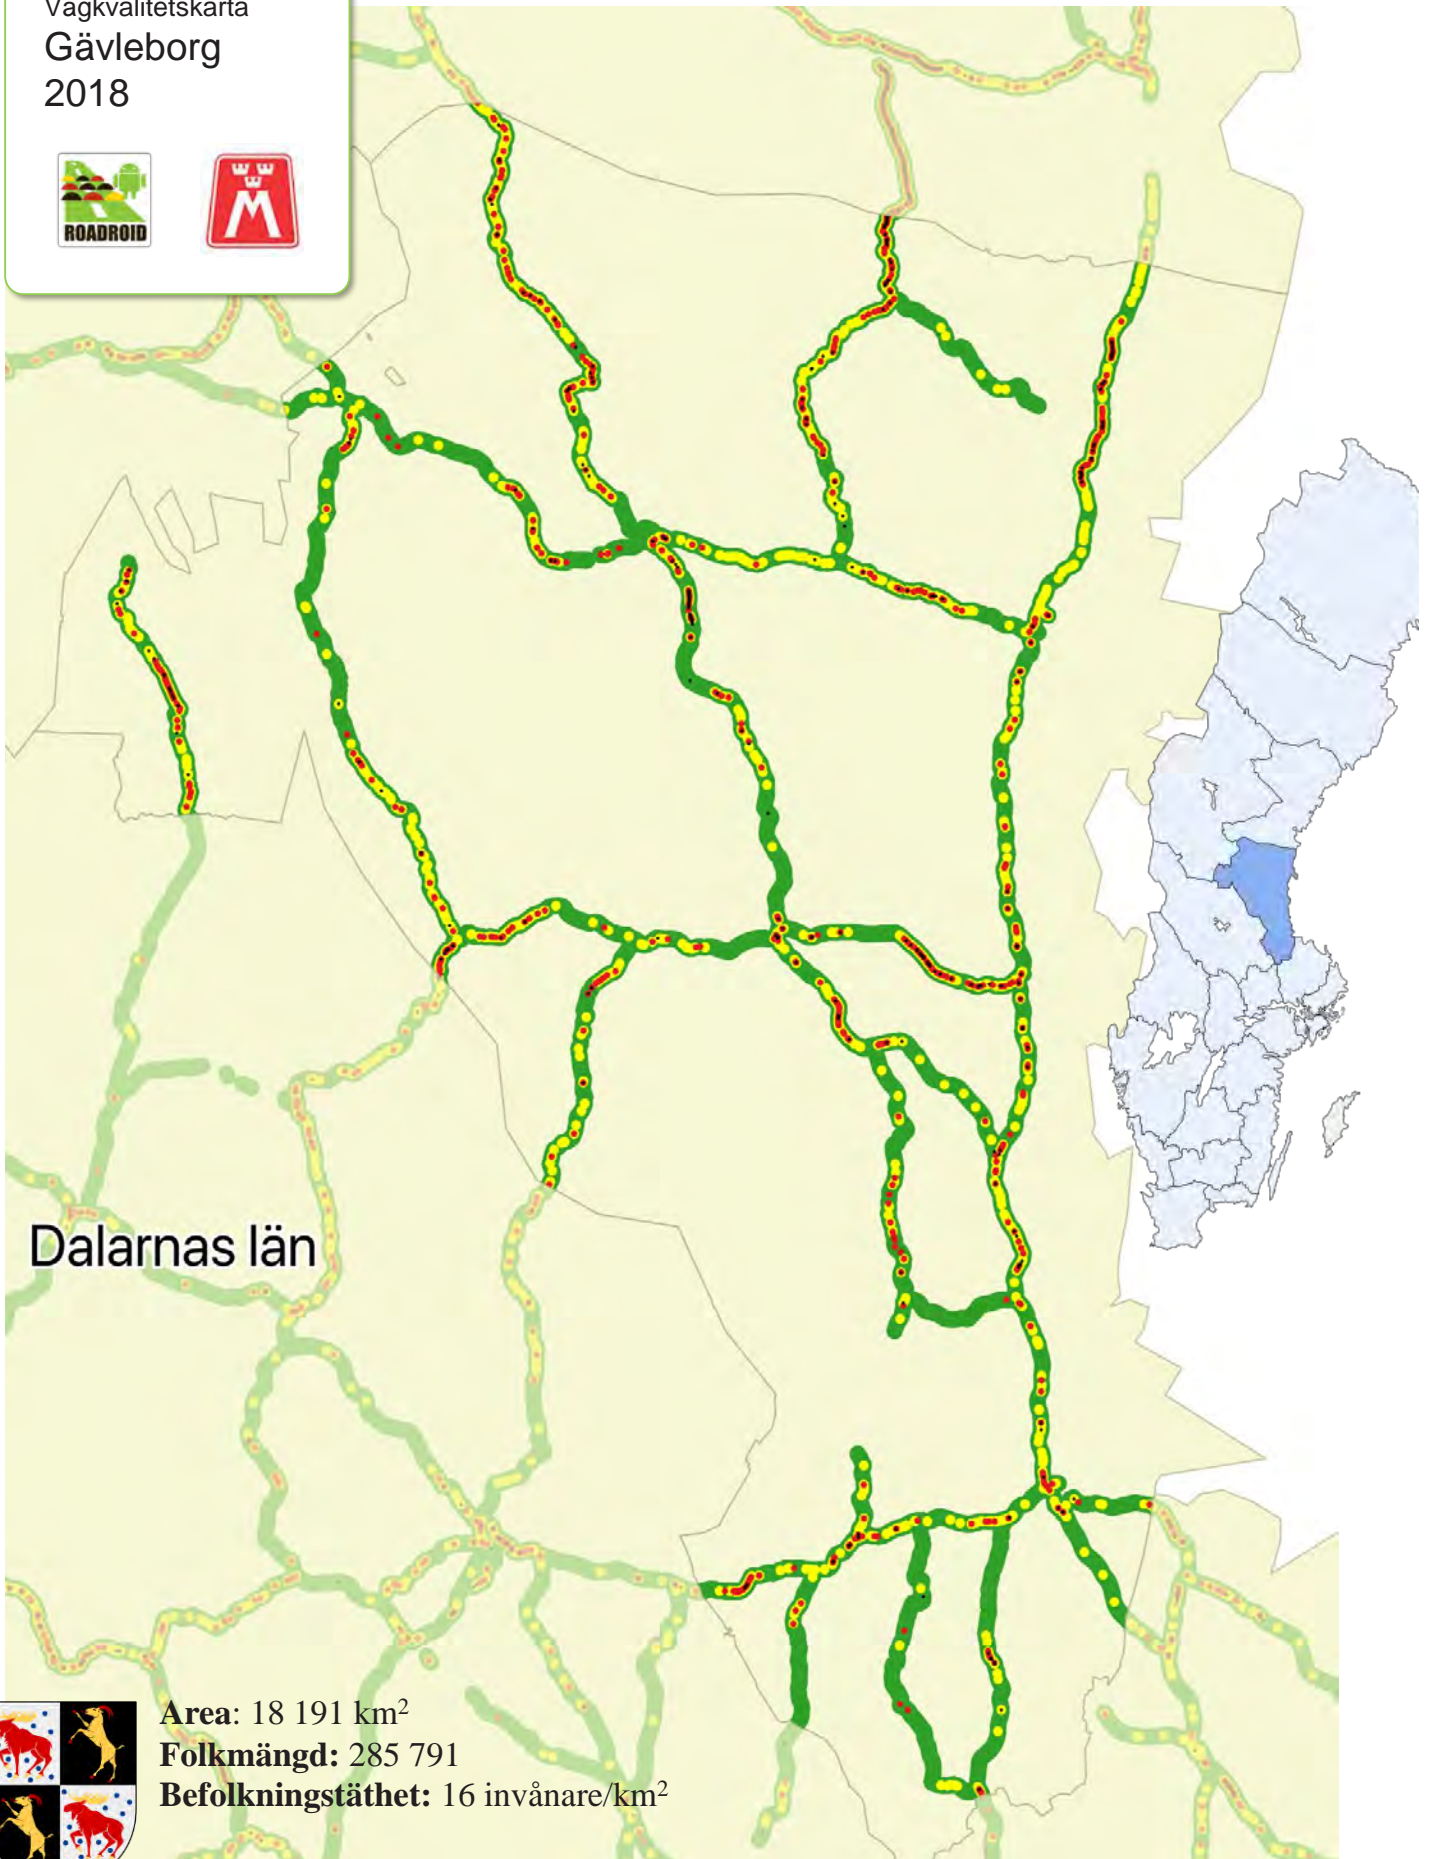 Vägkvalitetskarta
Gävleborg
2018
ROADROID
M
Dalarnas län
Area: 18 191 km²
Folkmängd: 285 791
Befolkningstäthet: 16 invånare/km²